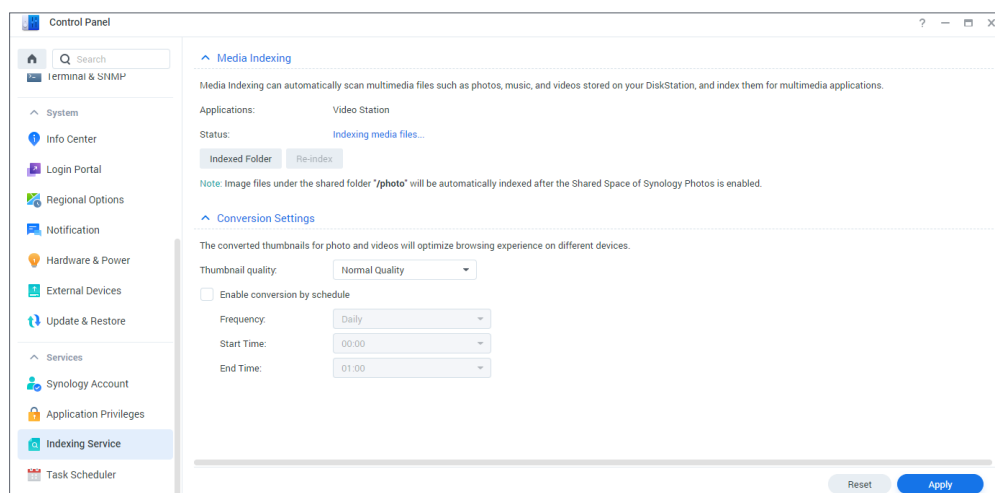 Control Panel
?
Search
Terminal & SNMP
System
Info Center
Login Portal
Regional Options
Notification
Hardware & Power
External Devices
Update & Restore
Services
Synology Account
Application Privileges
Indexing Service
Task Scheduler
Media Indexing
Media Indexing can automatically scan multimedia files such as photos, music, and videos stored on your DiskStation, and index them for multimedia applications.
Applications: Video Station
Status: Indexing media files...
Indexed Folder Re-index
Note: Image files under the shared folder "/photo" will be automatically indexed after the Shared Space of Synology Photos is enabled.
Conversion Settings
The converted thumbnails for photo and videos will optimize browsing experience on different devices.
Thumbnail quality: Normal Quality
Enable conversion by schedule
Frequency: Daily
Start Time: 00:00
End Time: 01:00
Reset Apply